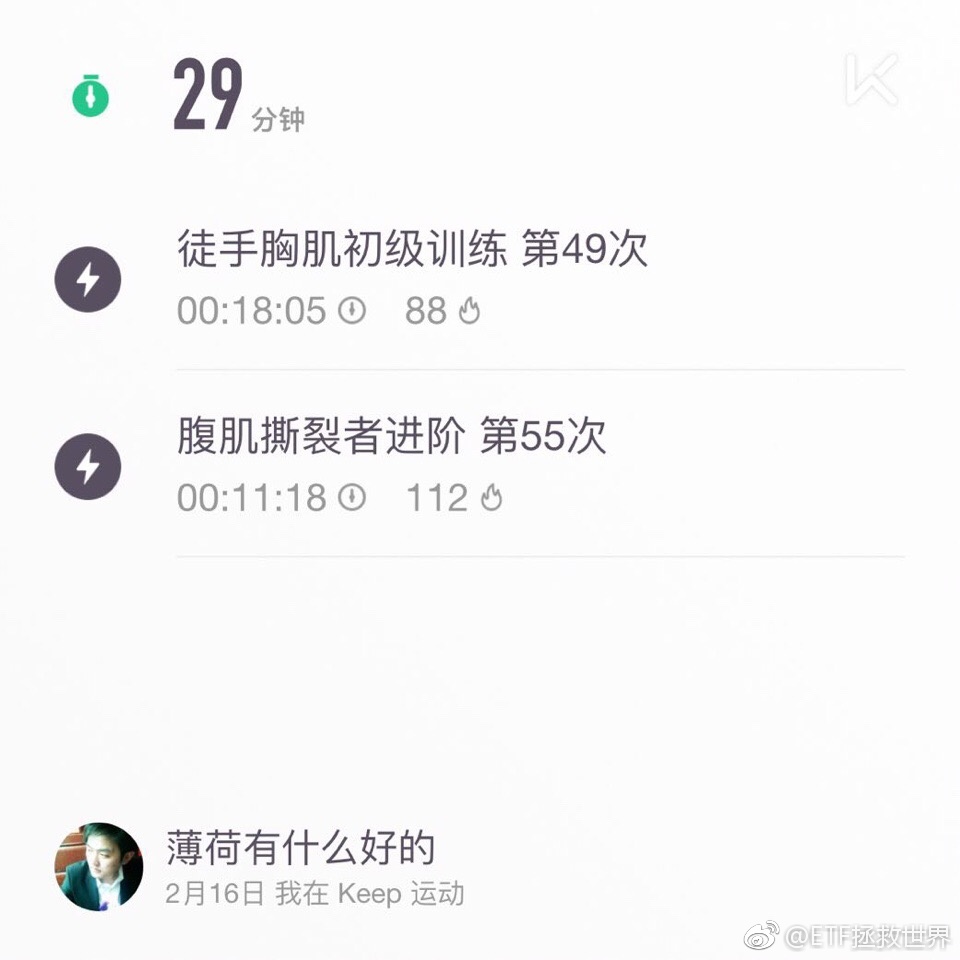 29 分钟
徒手胸肌初级训练 第49次
00:18:05 88
腹肌撕裂者进阶 第55次
00:11:18 112
薄荷有什么好的
2月16日 我在 Keep 运动
@ETF拯救世界